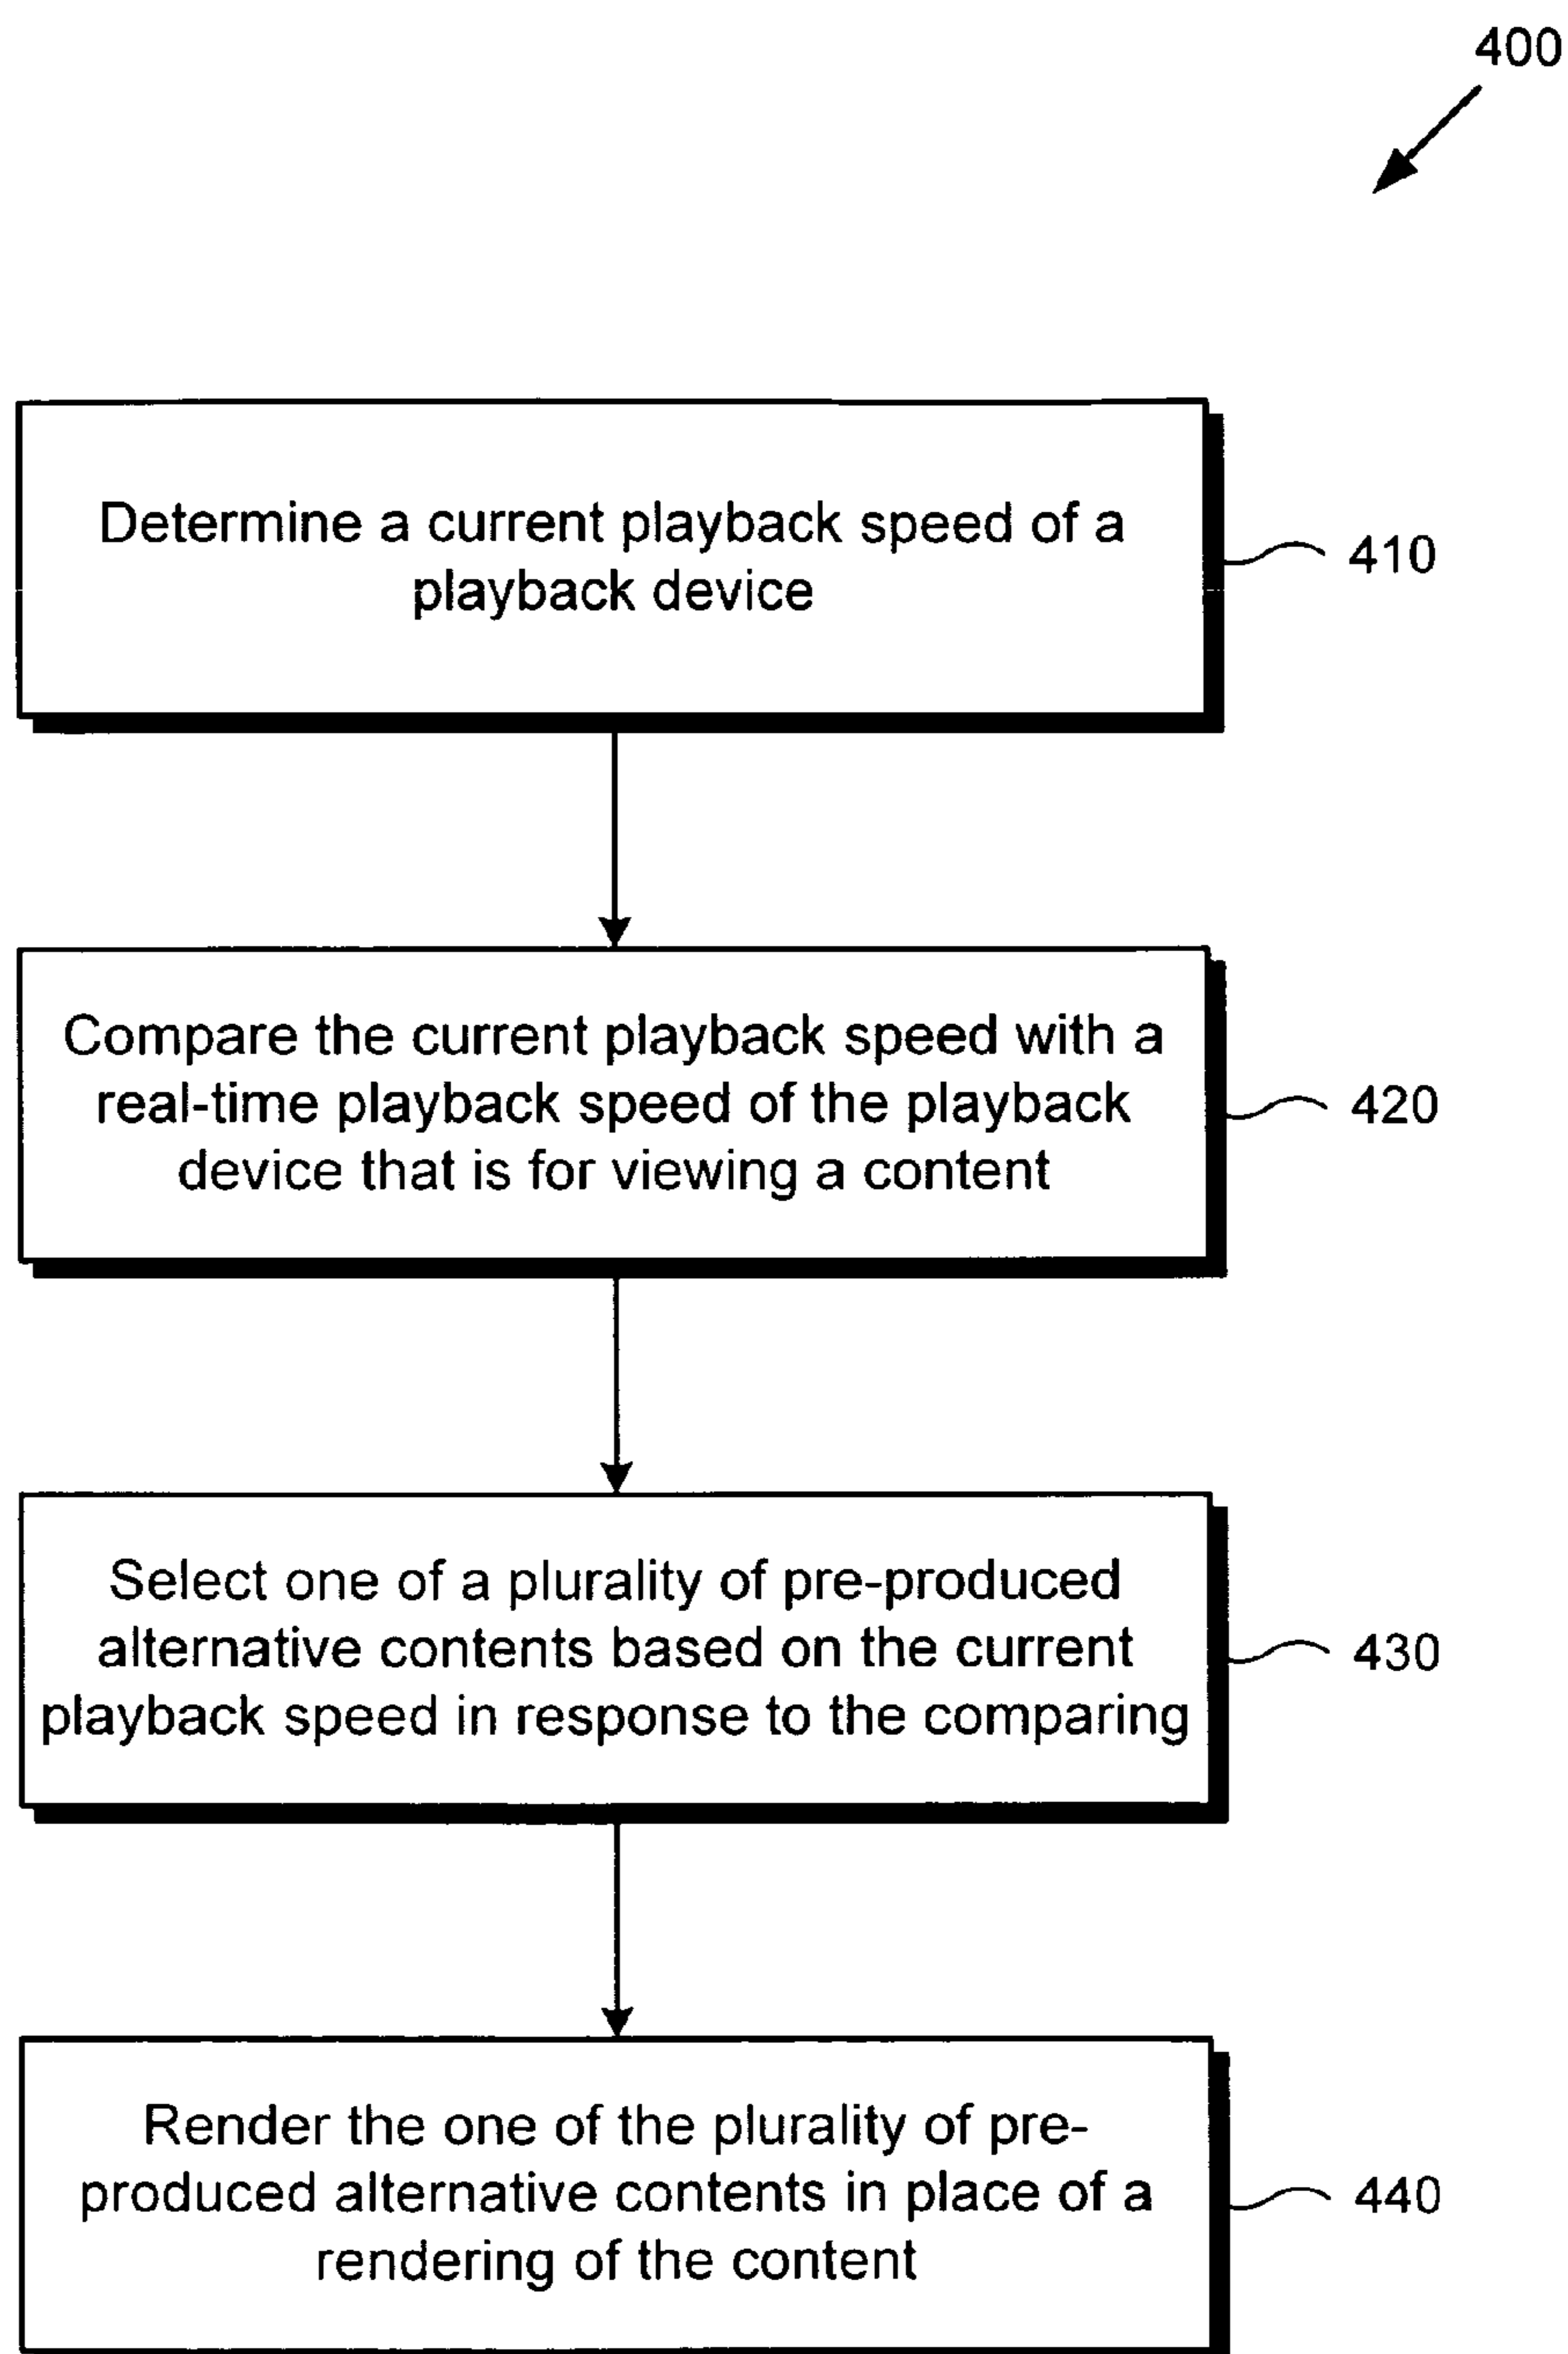 400
Determine a current playback speed of a
playback device
410
Compare the current playback speed with a
real-time playback speed of the playback
device that is for viewing a content
420
Select one of a plurality of pre-produced
alternative contents based on the current
playback speed in response to the comparing
430
Render the one of the plurality of pre-
produced alternative contents in place of a
rendering of the content
440